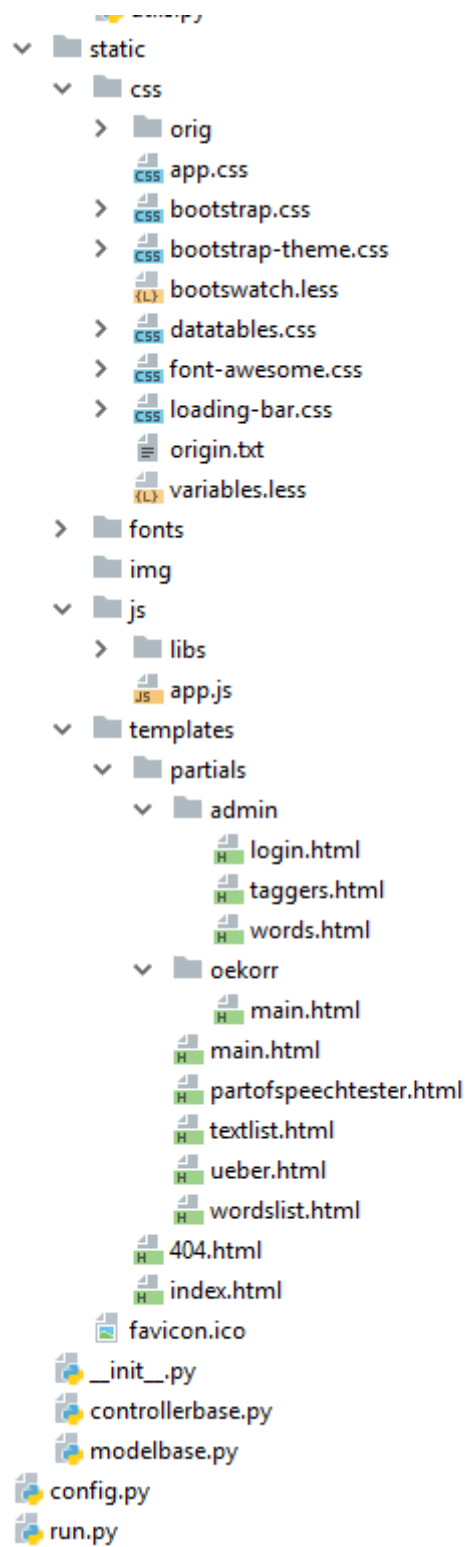 static
css
orig
app.css
bootstrap.css
bootstrap-theme.css
bootswatch.less
datatables.css
font-awesome.css
loading-bar.css
origin.txt
variables.less
fonts
img
js
libs
app.js
templates
partials
admin
login.html
taggers.html
words.html
oekorr
main.html
main.html
partofspeechtester.html
textlist.html
ueber.html
wordslist.html
404.html
index.html
favicon.ico
__init__.py
controllerbase.py
modelbase.py
config.py
run.py